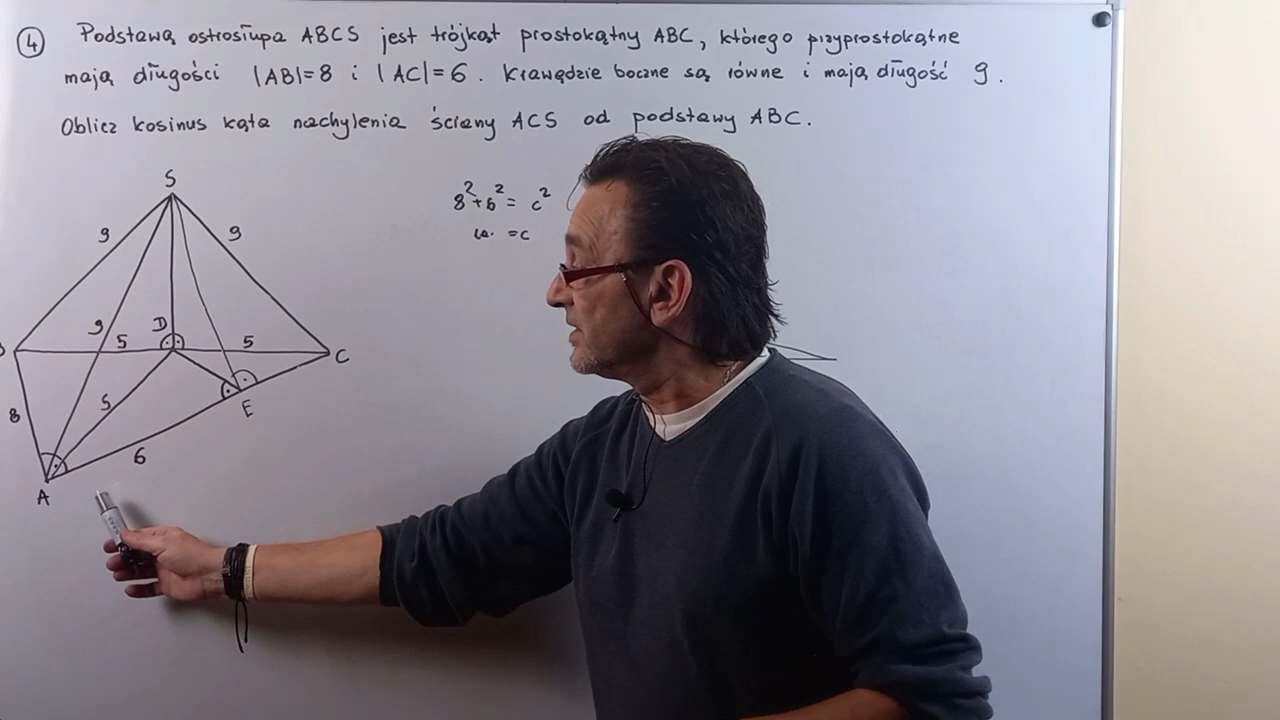 ④ Podstawą ostrosłupa ABCS jest trójkąt prostokątny ABC, którego przyprostokątne
mają długości |AB|=8 i |AC|=6. Krawędzie boczne są równe i mają długość 9.
Oblicz kosinus kąta nachylenia ściany ACS od podstawy ABC.
S
8²+6²= c²
9 9
=c
9 5 D 5
C
8 5 E
6
A